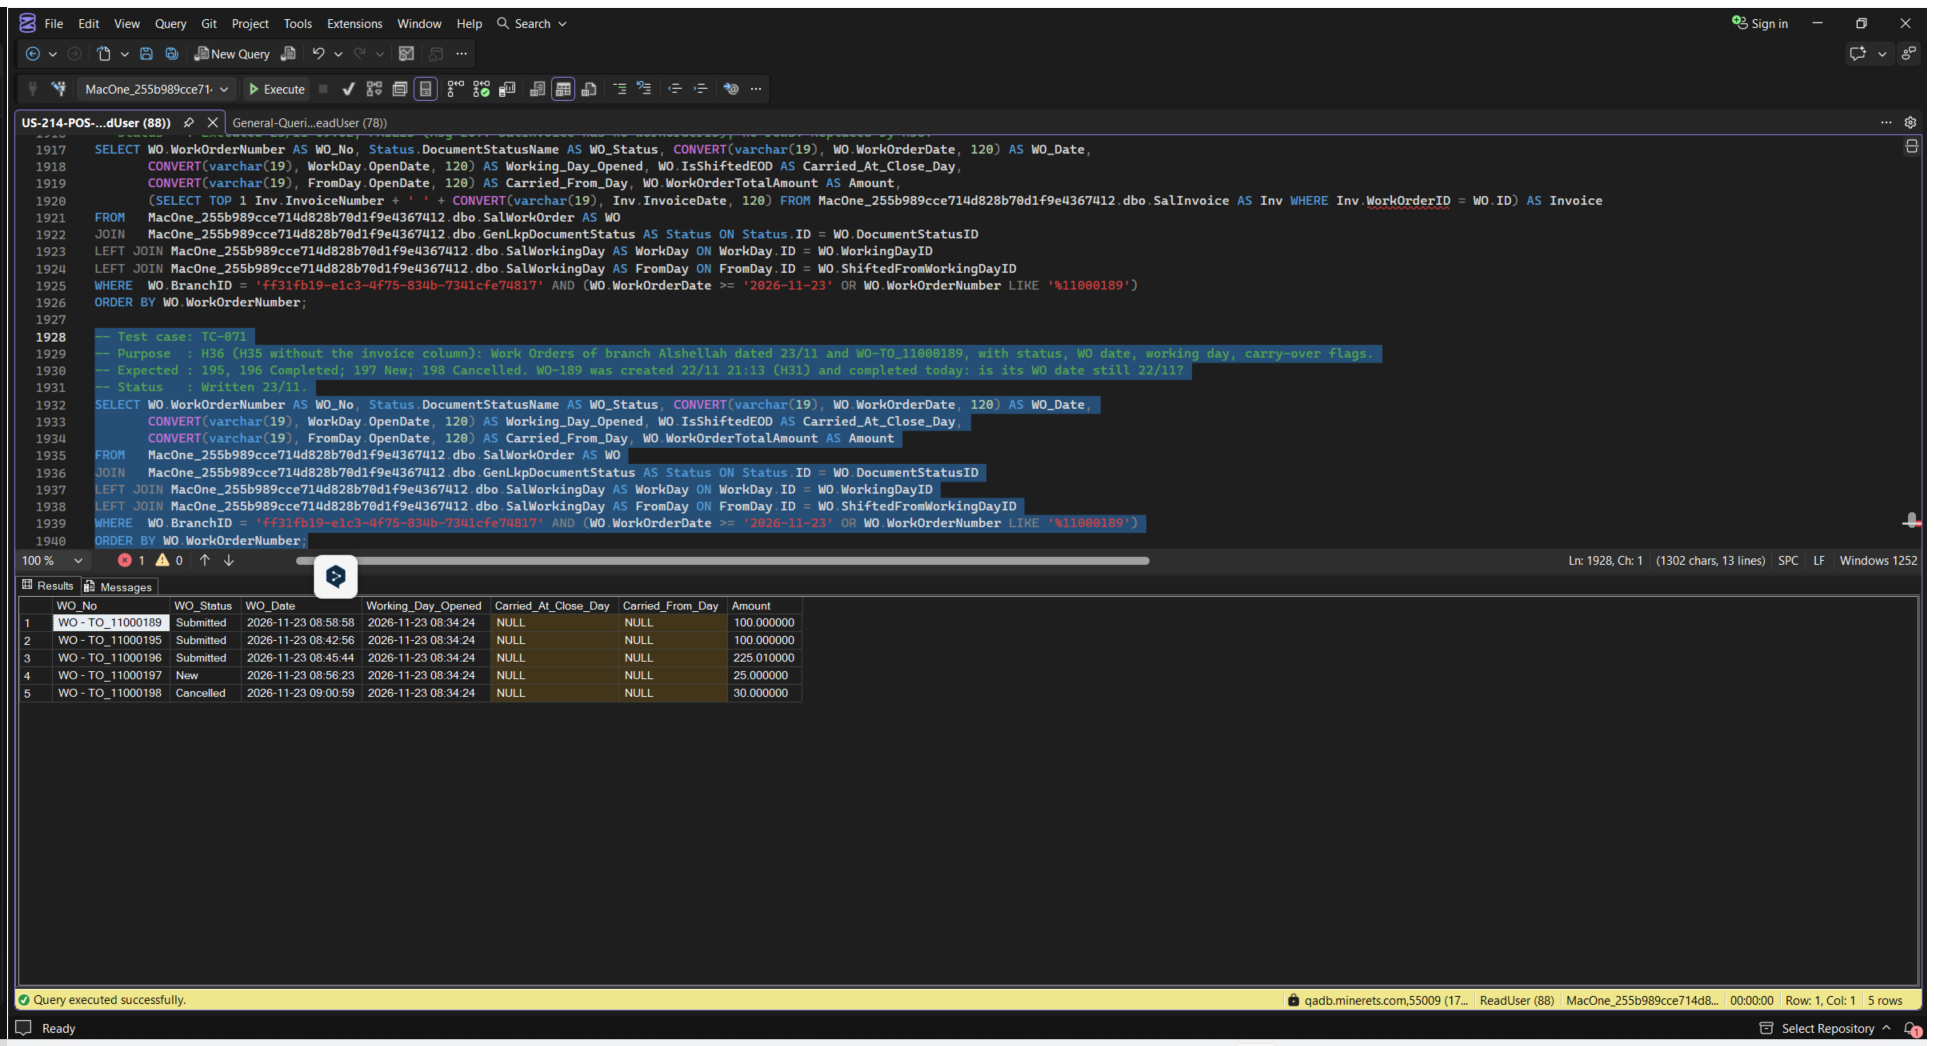 File Edit View Query Git Project Tools Extensions Window Help Search Sign in
New Query
MacOne_255b989cce71 Execute
US-214-POS-...dUser (88)) General-Queri...eadUser (78))
1917 SELECT WO.WorkOrderNumber AS WO_No, Status.DocumentStatusName AS WO_Status, CONVERT(varchar(19), WO.WorkOrderDate, 120) AS WO_Date,
1918 CONVERT(varchar(19), WorkDay.OpenDate, 120) AS Working_Day_Opened, WO.IsShiftedEOD AS Carried_At_Close_Day,
1919 CONVERT(varchar(19), FromDay.OpenDate, 120) AS Carried_From_Day, WO.WorkOrderTotalAmount AS Amount,
1920 (SELECT TOP 1 Inv.InvoiceNumber + ' ' + CONVERT(varchar(19), Inv.InvoiceDate, 120) FROM MacOne_255b989cce714d828b70d1f9e4367412.dbo.SalInvoice AS Inv WHERE Inv.WorkOrderID = WO.ID) AS Invoice
1921 FROM MacOne_255b989cce714d828b70d1f9e4367412.dbo.SalWorkOrder AS WO
1922 JOIN MacOne_255b989cce714d828b70d1f9e4367412.dbo.GenLkpDocumentStatus AS Status ON Status.ID = WO.DocumentStatusID
1923 LEFT JOIN MacOne_255b989cce714d828b70d1f9e4367412.dbo.SalWorkingDay AS WorkDay ON WorkDay.ID = WO.WorkingDayID
1924 LEFT JOIN MacOne_255b989cce714d828b70d1f9e4367412.dbo.SalWorkingDay AS FromDay ON FromDay.ID = WO.ShiftedFromWorkingDayID
1925 WHERE WO.BranchID = 'ff31fb19-e1c3-4f75-834b-7341cfe74817' AND (WO.WorkOrderDate >= '2026-11-23' OR WO.WorkOrderNumber LIKE '%11000189')
1926 ORDER BY WO.WorkOrderNumber;
1927
1928 -- Test case: TC-071
1929 -- Purpose : H36 (H35 without the invoice column): Work Orders of branch Alshellah dated 23/11 and WO-TO_11000189, with status, WO date, working day, carry-over flags.
1930 -- Expected : 195, 196 Completed; 197 New; 198 Cancelled. WO-189 was created 22/11 21:13 (H31) and completed today: is its WO date still 22/11?
1931 -- Status : Written 23/11.
1932 SELECT WO.WorkOrderNumber AS WO_No, Status.DocumentStatusName AS WO_Status, CONVERT(varchar(19), WO.WorkOrderDate, 120) AS WO_Date,
1933 CONVERT(varchar(19), WorkDay.OpenDate, 120) AS Working_Day_Opened, WO.IsShiftedEOD AS Carried_At_Close_Day,
1934 CONVERT(varchar(19), FromDay.OpenDate, 120) AS Carried_From_Day, WO.WorkOrderTotalAmount AS Amount
1935 FROM MacOne_255b989cce714d828b70d1f9e4367412.dbo.SalWorkOrder AS WO
1936 JOIN MacOne_255b989cce714d828b70d1f9e4367412.dbo.GenLkpDocumentStatus AS Status ON Status.ID = WO.DocumentStatusID
1937 LEFT JOIN MacOne_255b989cce714d828b70d1f9e4367412.dbo.SalWorkingDay AS WorkDay ON WorkDay.ID = WO.WorkingDayID
1938 LEFT JOIN MacOne_255b989cce714d828b70d1f9e4367412.dbo.SalWorkingDay AS FromDay ON FromDay.ID = WO.ShiftedFromWorkingDayID
1939 WHERE WO.BranchID = 'ff31fb19-e1c3-4f75-834b-7341cfe74817' AND (WO.WorkOrderDate >= '2026-11-23' OR WO.WorkOrderNumber LIKE '%11000189')
1940 ORDER BY WO.WorkOrderNumber;
100 % 1 0 Ln: 1928, Ch: 1 (1302 chars, 13 lines) SPC LF Windows 1252
Results Messages
WO_No WO_Status WO_Date Working_Day_Opened Carried_At_Close_Day Carried_From_Day Amount
1 WO - TO_11000189 Submitted 2026-11-23 08:58:58 2026-11-23 08:34:24 NULL NULL 100.000000
2 WO - TO_11000195 Submitted 2026-11-23 08:42:56 2026-11-23 08:34:24 NULL NULL 100.000000
3 WO - TO_11000196 Submitted 2026-11-23 08:45:44 2026-11-23 08:34:24 NULL NULL 225.010000
4 WO - TO_11000197 New 2026-11-23 08:56:23 2026-11-23 08:34:24 NULL NULL 25.000000
5 WO - TO_11000198 Cancelled 2026-11-23 09:00:59 2026-11-23 08:34:24 NULL NULL 30.000000
Query executed successfully. qadb.minerets.com,55009 (17... ReadUser (88) MacOne_255b989cce714d8... 00:00:00 Row: 1, Col: 1 5 rows
Ready Select Repository 1